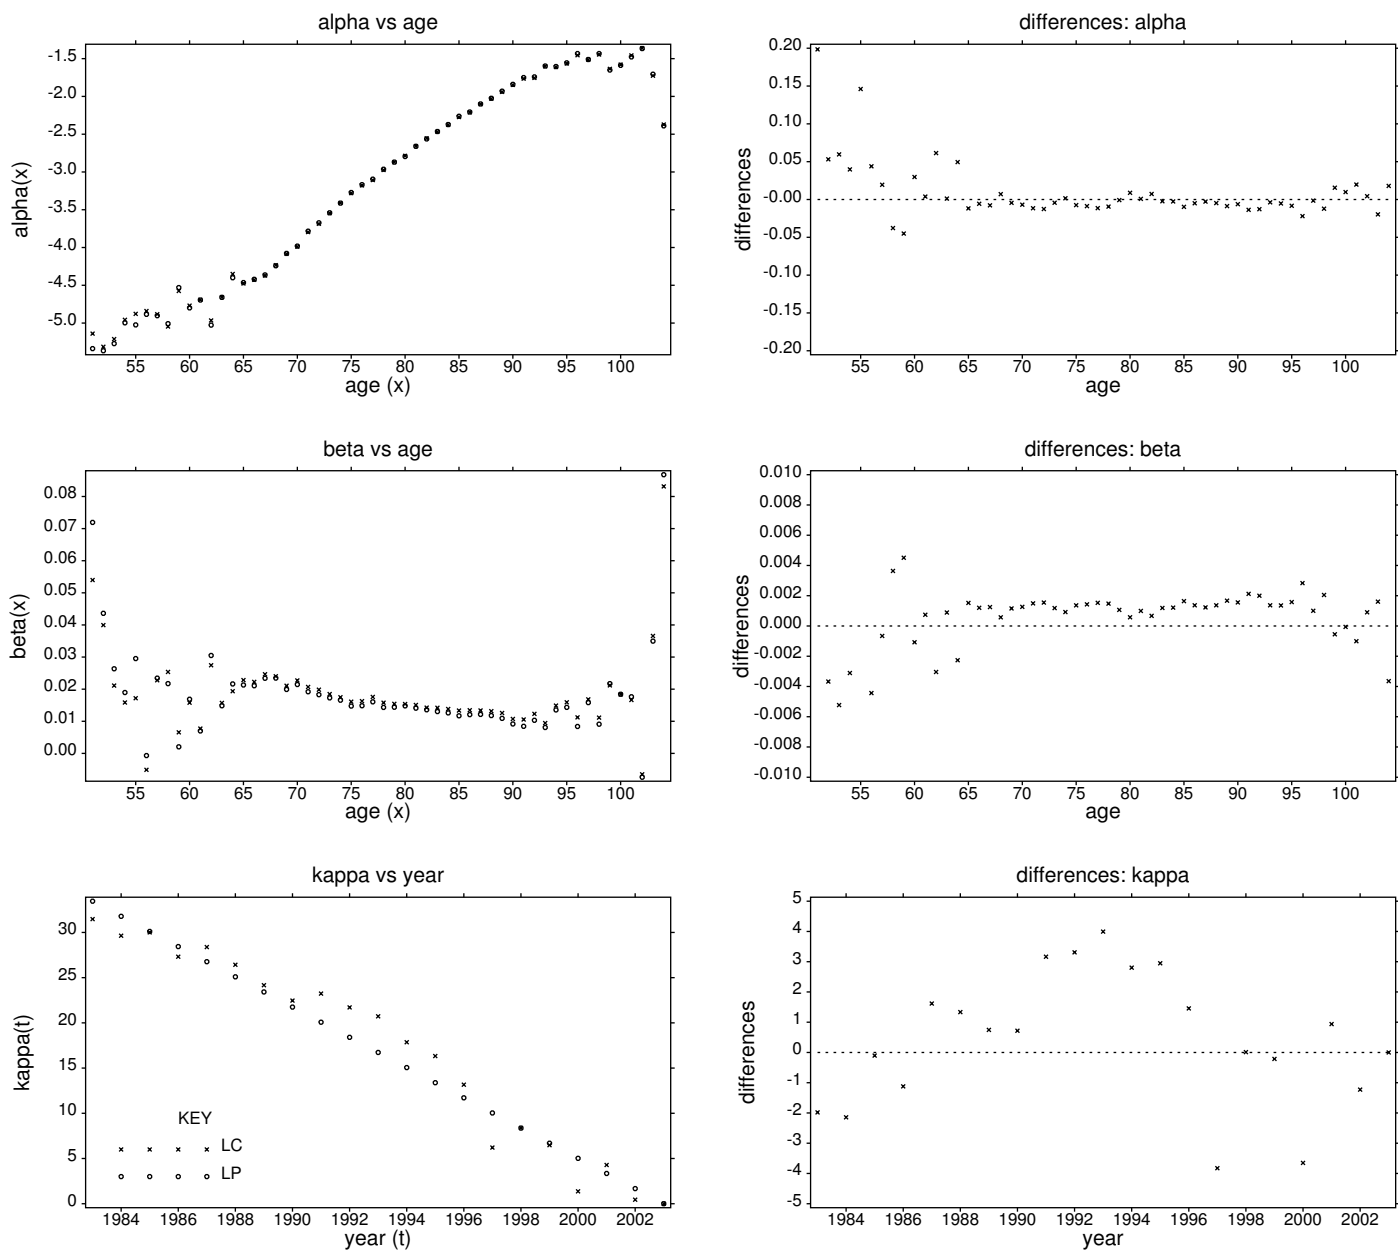 alpha vs age
-1.5
-2.0
-2.5
-3.0
-3.5
-4.0
-4.5
-5.0
alpha(x)
55 60 65 70 75 80 85 90 95 100
age (x)
differences: alpha
0.20
0.15
0.10
0.05
-0.00
-0.05
-0.10
-0.15
-0.20
differences
55 60 65 70 75 80 85 90 95 100
age
beta vs age
0.08
0.07
0.06
0.05
0.04
0.03
0.02
0.01
0.00
beta(x)
55 60 65 70 75 80 85 90 95 100
age (x)
differences: beta
0.010
0.008
0.006
0.004
0.002
0.000
-0.002
-0.004
-0.006
-0.008
-0.010
differences
55 60 65 70 75 80 85 90 95 100
age
kappa vs year
30
25
20
15
10
5
0
kappa(t)
KEY
LC
LP
1984 1986 1988 1990 1992 1994 1996 1998 2000 2002
year (t)
differences: kappa
5
4
3
2
1
0
-1
-2
-3
-4
-5
differences
1984 1986 1988 1990 1992 1994 1996 1998 2000 2002
year